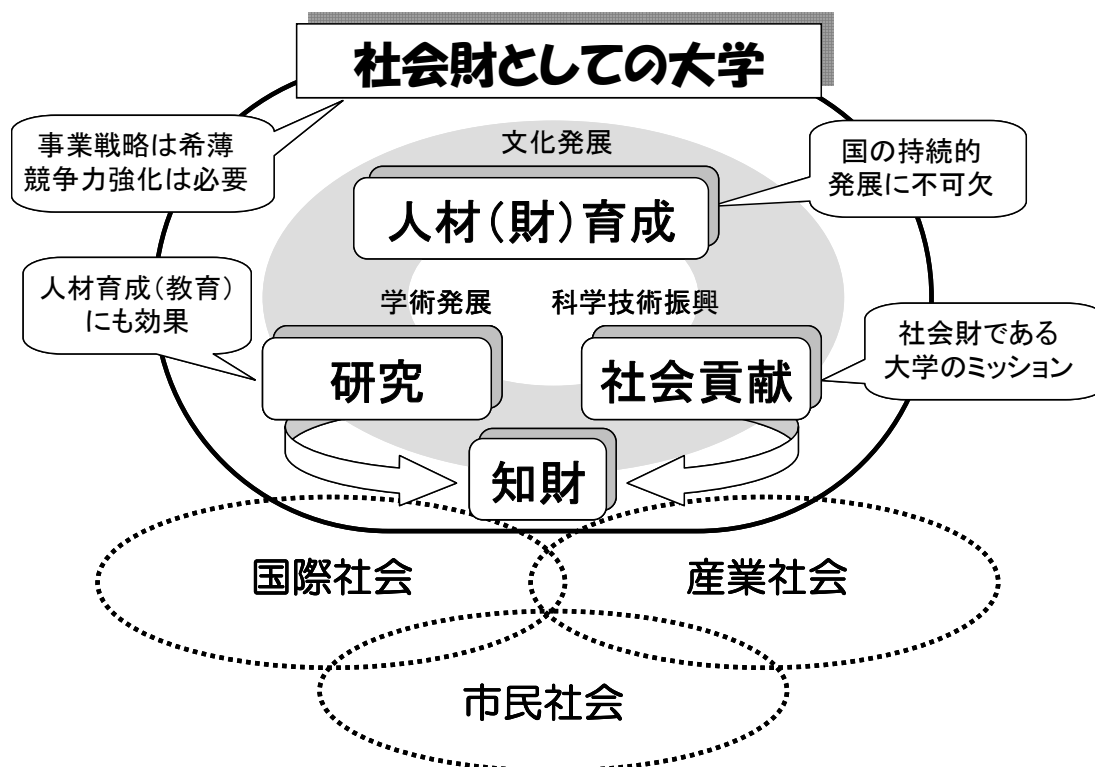 社会財としての大学
事業戦略は希薄
競争力強化は必要
文化発展
国の持続的
発展に不可欠
人材(財)育成
人材育成(教育)
にも効果
学術発展
科学技術振興
社会財である
大学のミッション
研究
社会貢献
知財
国際社会
産業社会
市民社会